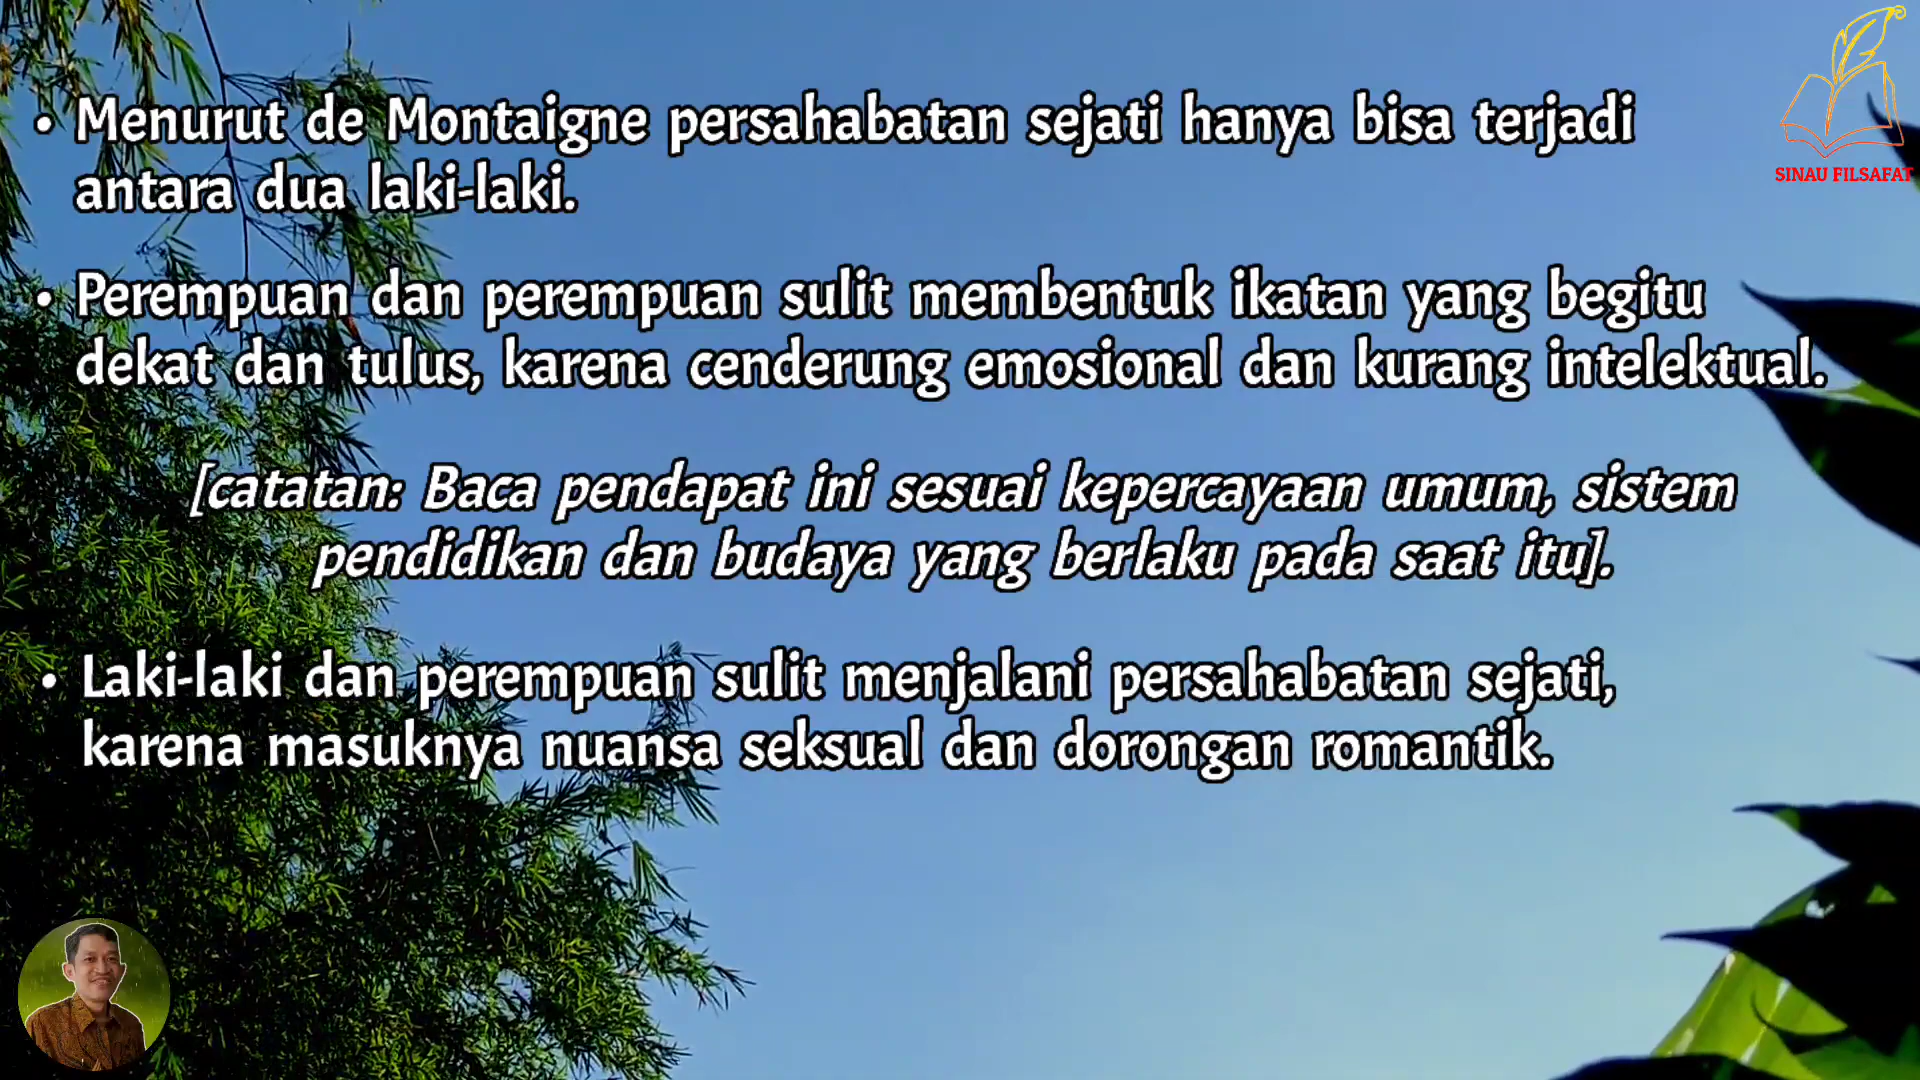 SINAU FILSAFAT
• Menurut de Montaigne persahabatan sejati hanya bisa terjadi
antara dua laki-laki.
• Perempuan dan perempuan sulit membentuk ikatan yang begitu
dekat dan tulus, karena cenderung emosional dan kurang intelektual.
[catatan: Baca pendapat ini sesuai kepercayaan umum, sistem
pendidikan dan budaya yang berlaku pada saat itu].
• Laki-laki dan perempuan sulit menjalani persahabatan sejati,
karena masuknya nuansa seksual dan dorongan romantik.